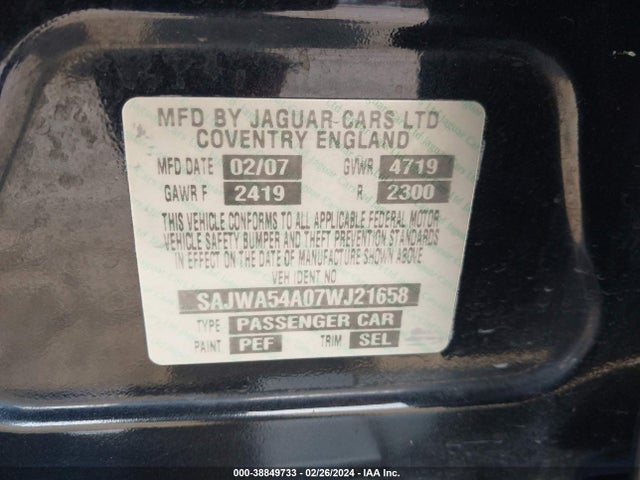 MFD BY JAGUAR CARS LTD
COVENTRY ENGLAND
MFD DATE 02/07 GVWR 4719
GAWR F 2419 R 2300
THIS VEHICLE CONFORMS TO ALL APPLICABLE FEDERAL MOTOR
VEHICLE SAFETY BUMPER AND THEFT PREVENTION STANDARDS
IN EFFECT ON THE DATE OF MANUFACTURE SHOWN ABOVE
VEH IDENT NO
SAJWA54A07WJ21658
TYPE PASSENGER CAR
PAINT PEF TRIM SEL
000-38849733 - 02/26/2024 - IAA Inc.